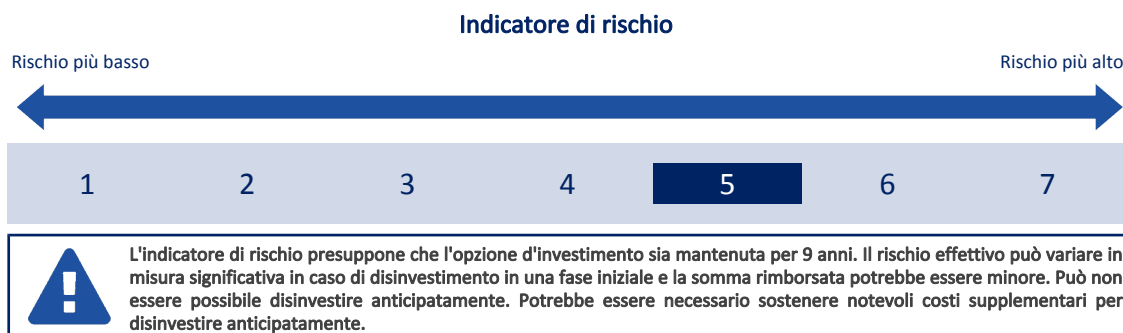 Indicatore di rischio
Rischio più basso
Rischio più alto
1 2 3 4 5 6 7
L'indicatore di rischio presuppone che l'opzione d'investimento sia mantenuta per 9 anni. Il rischio effettivo può variare in
misura significativa in caso di disinvestimento in una fase iniziale e la somma rimborsata potrebbe essere minore. Può non
essere possibile disinvestire anticipatamente. Potrebbe essere necessario sostenere notevoli costi supplementari per
disinvestire anticipatamente.